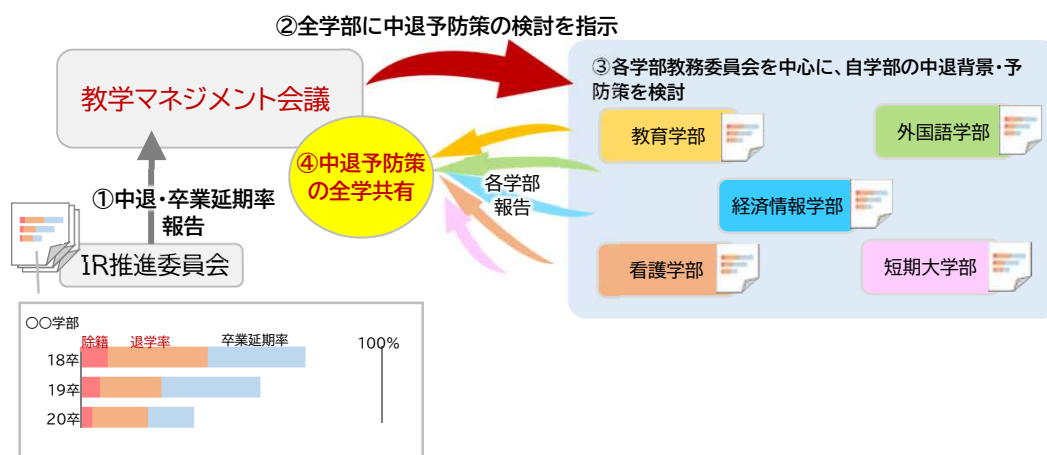 ②全学部に中退予防策の検討を指示
教学マネジメント会議
③各学部教務委員会を中心に、自学部の中退背景・予
防策を検討
教育学部
外国語学部
④中退予防策
の全学共有
各学部
報告
①中退・卒業延期率
報告
経済情報学部
IR推進委員会
看護学部
短期大学部
〇〇学部
除籍
退学率
卒業延期率
100%
18卒
19卒
20卒